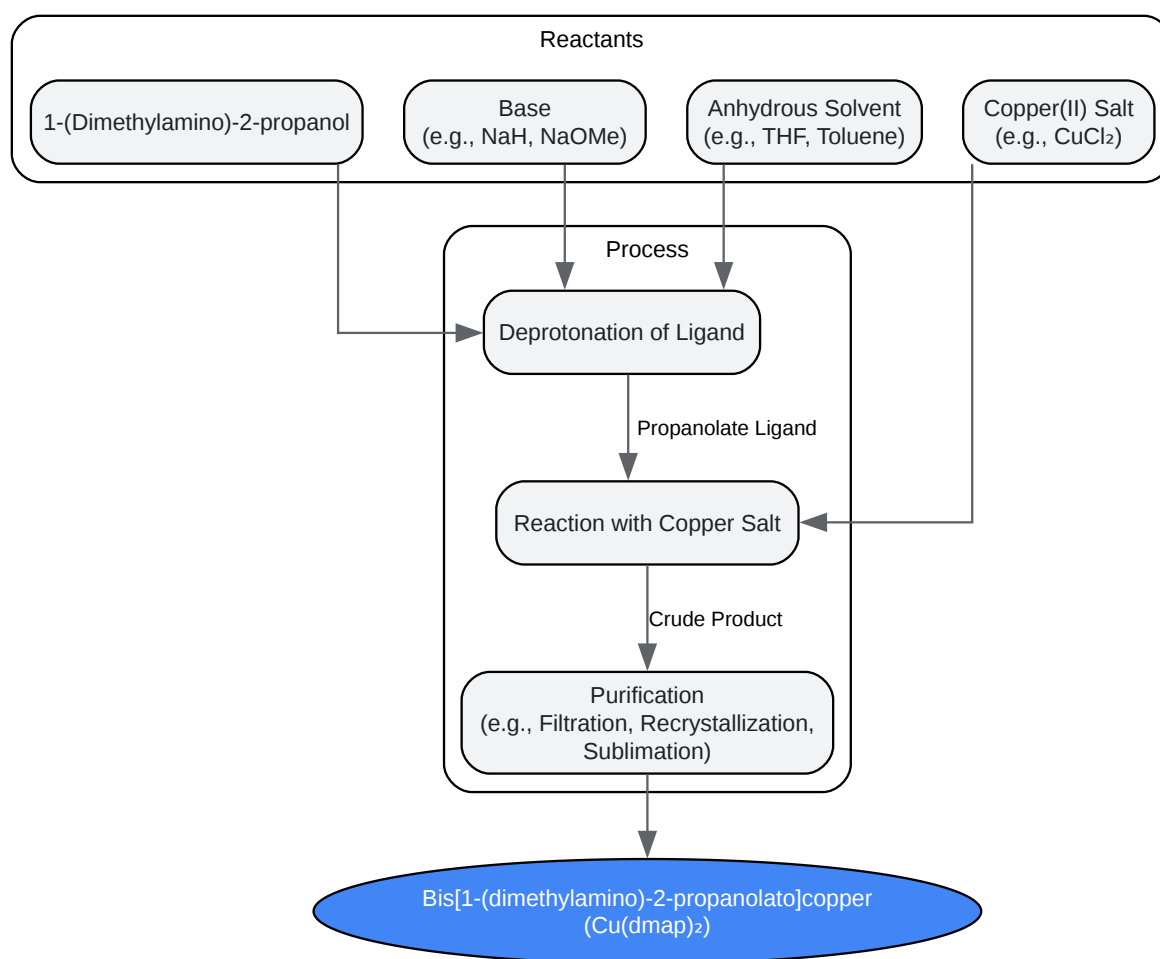 Reactants
1-(Dimethylamino)-2-propanol
Base
(e.g., NaH, NaOMe)
Anhydrous Solvent
(e.g., THF, Toluene)
Copper(II) Salt
(e.g., CuCl₂)
Process
Deprotonation of Ligand
Propanolate Ligand
Reaction with Copper Salt
Crude Product
Purification
(e.g., Filtration, Recrystallization,
Sublimation)
Bis[1-(dimethylamino)-2-propanolato]copper
(Cu(dmap)₂)